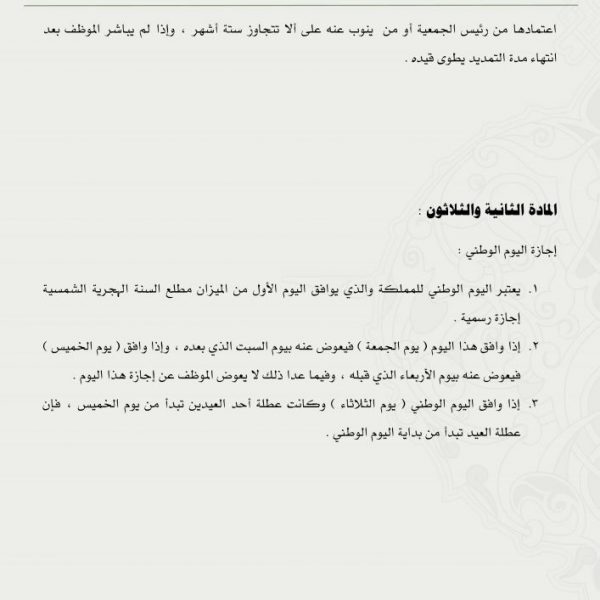 اعتمادها من رئيس الجمعية أو من ينوب عنه على ألا تتجاوز ستة أشهر ، وإذا لم يباشر الموظف بعد
انتهاء مدة التمديد يطوى قيده .
المادة الثانية والثلاثون :
إجازة اليوم الوطني :
١. يعتبر اليوم الوطني للمملكة والذي يوافق اليوم الأول من الميزان مطلع السنة الهجرية الشمسية
إجازة رسمية .
٢. إذا وافق هذا اليوم ( يوم الجمعة ) فيعوض عنه بيوم السبت الذي بعده ، وإذا وافق ( يوم الخميس )
فيعوض عنه بيوم الأربعاء الذي قبله ، وفيما عدا ذلك لا يعوض الموظف عن إجازة هذا اليوم .
٣. إذا وافق اليوم الوطني ( يوم الثلاثاء ) وكانت عطلة أحد العيدين تبدأ من يوم الخميس ، فإن
عطلة العيد تبدأ من بداية اليوم الوطني .